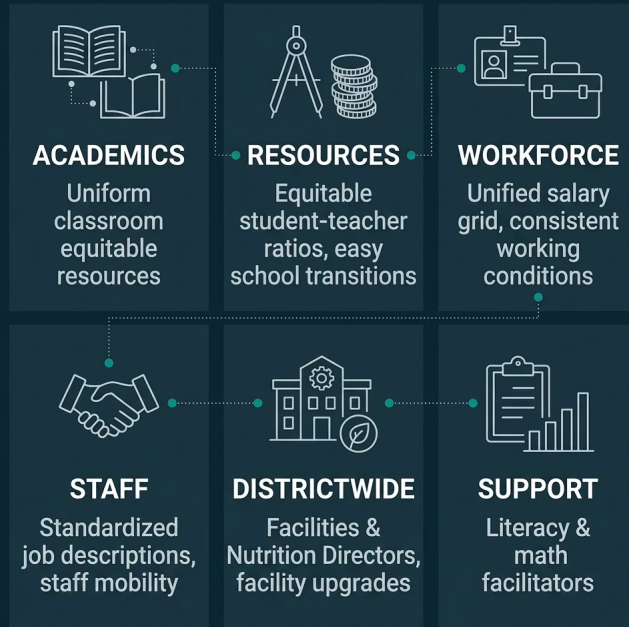 ACADEMICS
Uniform
classroom
equitable
resources
RESOURCES
Equitable
student-teacher
ratios, easy
school transitions
WORKFORCE
Unified salary
grid, consistent
working
conditions
STAFF
Standardized
job descriptions,
staff mobility
DISTRICTWIDE
Facilities &
Nutrition Directors,
facility upgrades
SUPPORT
Literacy &
math
facilitators